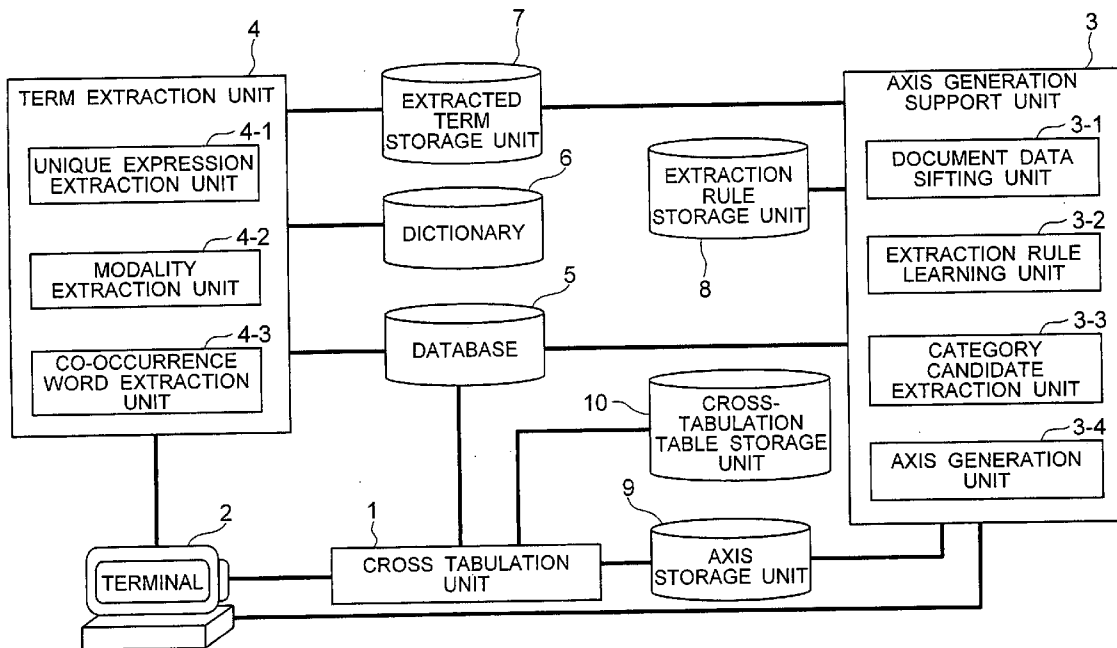 4
TERM EXTRACTION UNIT
4-1
UNIQUE EXPRESSION
EXTRACTION UNIT
4-2
MODALITY
EXTRACTION UNIT
4-3
CO-OCCURRENCE
WORD EXTRACTION
UNIT
7
EXTRACTED
TERM
STORAGE UNIT
6
DICTIONARY
5
DATABASE
EXTRACTION
RULE
STORAGE UNIT
8
10
CROSS-
TABULATION
TABLE STORAGE
UNIT
3
AXIS GENERATION
SUPPORT UNIT
3-1
DOCUMENT DATA
SIFTING UNIT
3-2
EXTRACTION RULE
LEARNING UNIT
3-3
CATEGORY
CANDIDATE
EXTRACTION UNIT
3-4
AXIS GENERATION
UNIT
2
TERMINAL
1
CROSS TABULATION
UNIT
9
AXIS
STORAGE UNIT